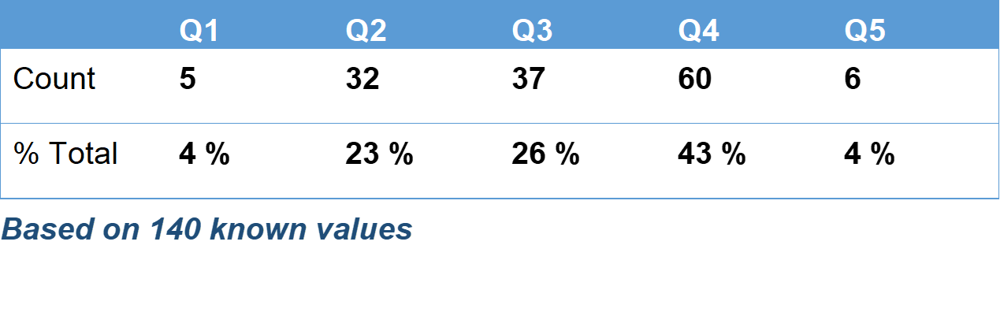 Q1 Q2 Q3 Q4 Q5
Count 5 32 37 60 6
% Total 4 % 23 % 26 % 43 % 4 %
Based on 140 known values